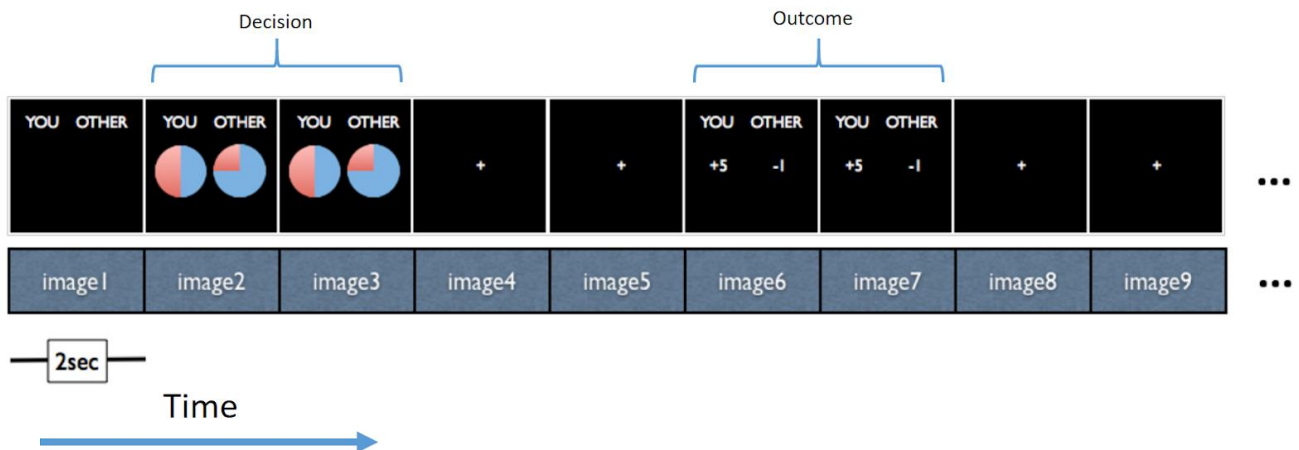 Decision
Outcome
YOU OTHER
YOU OTHER
YOU OTHER
+
+
YOU OTHER
+5 -1
YOU OTHER
+5 -1
+
+
...
image1
image2
image3
image4
image5
image6
image7
image8
image9
...
2sec
Time